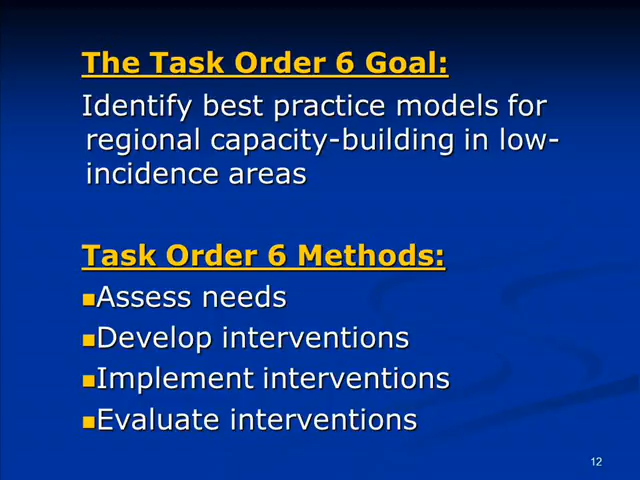 The Task Order 6 Goal:
Identify best practice models for
regional capacity-building in low-
incidence areas
Task Order 6 Methods:
Assess needs
Develop interventions
Implement interventions
Evaluate interventions
12